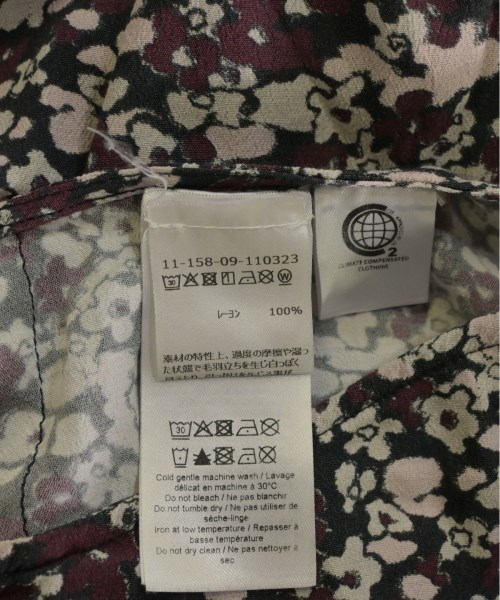 11-158-09-110323
レーヨン 100%
素材の特性上、過度の摩擦や湿っ
た状態で毛羽立ちを生じ白っぽく
C
2
CLIMATE COMPENSATED
CLOTHING
30
30
Cold gentle machine wash / Lavage
délicat en machine à 30°C
Do not bleach / Ne pas blanchir
Do not tumble dry / Ne pas utiliser de
sèche-linge
Iron at low temperature / Repasser à
basse temperature
Do not dry clean / Ne pas nettoyer à
sec